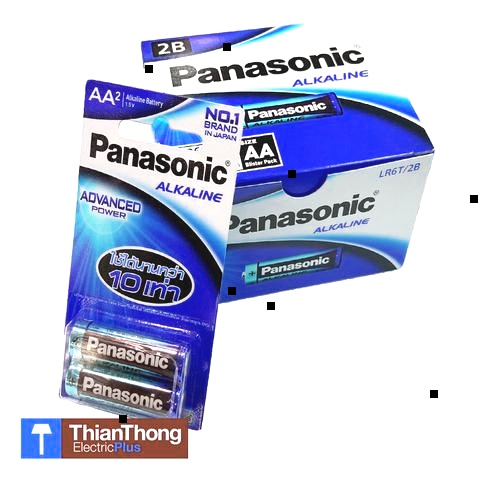 2B
Panasonic
ALKALINE
AA2
Alkaline Battery
1.5V
NO.1
BRAND
IN JAPAN
Panasonic
ALKALINE
ADVANCED
POWER
ใช้ได้นานกว่า
10 เท่า
Panasonic
Panasonic
Panasonic
SIZE
AA
Blister Pack
LR6T/2B
Panasonic
ALKALINE
Panasonic
ThianThong
ElectricPlus